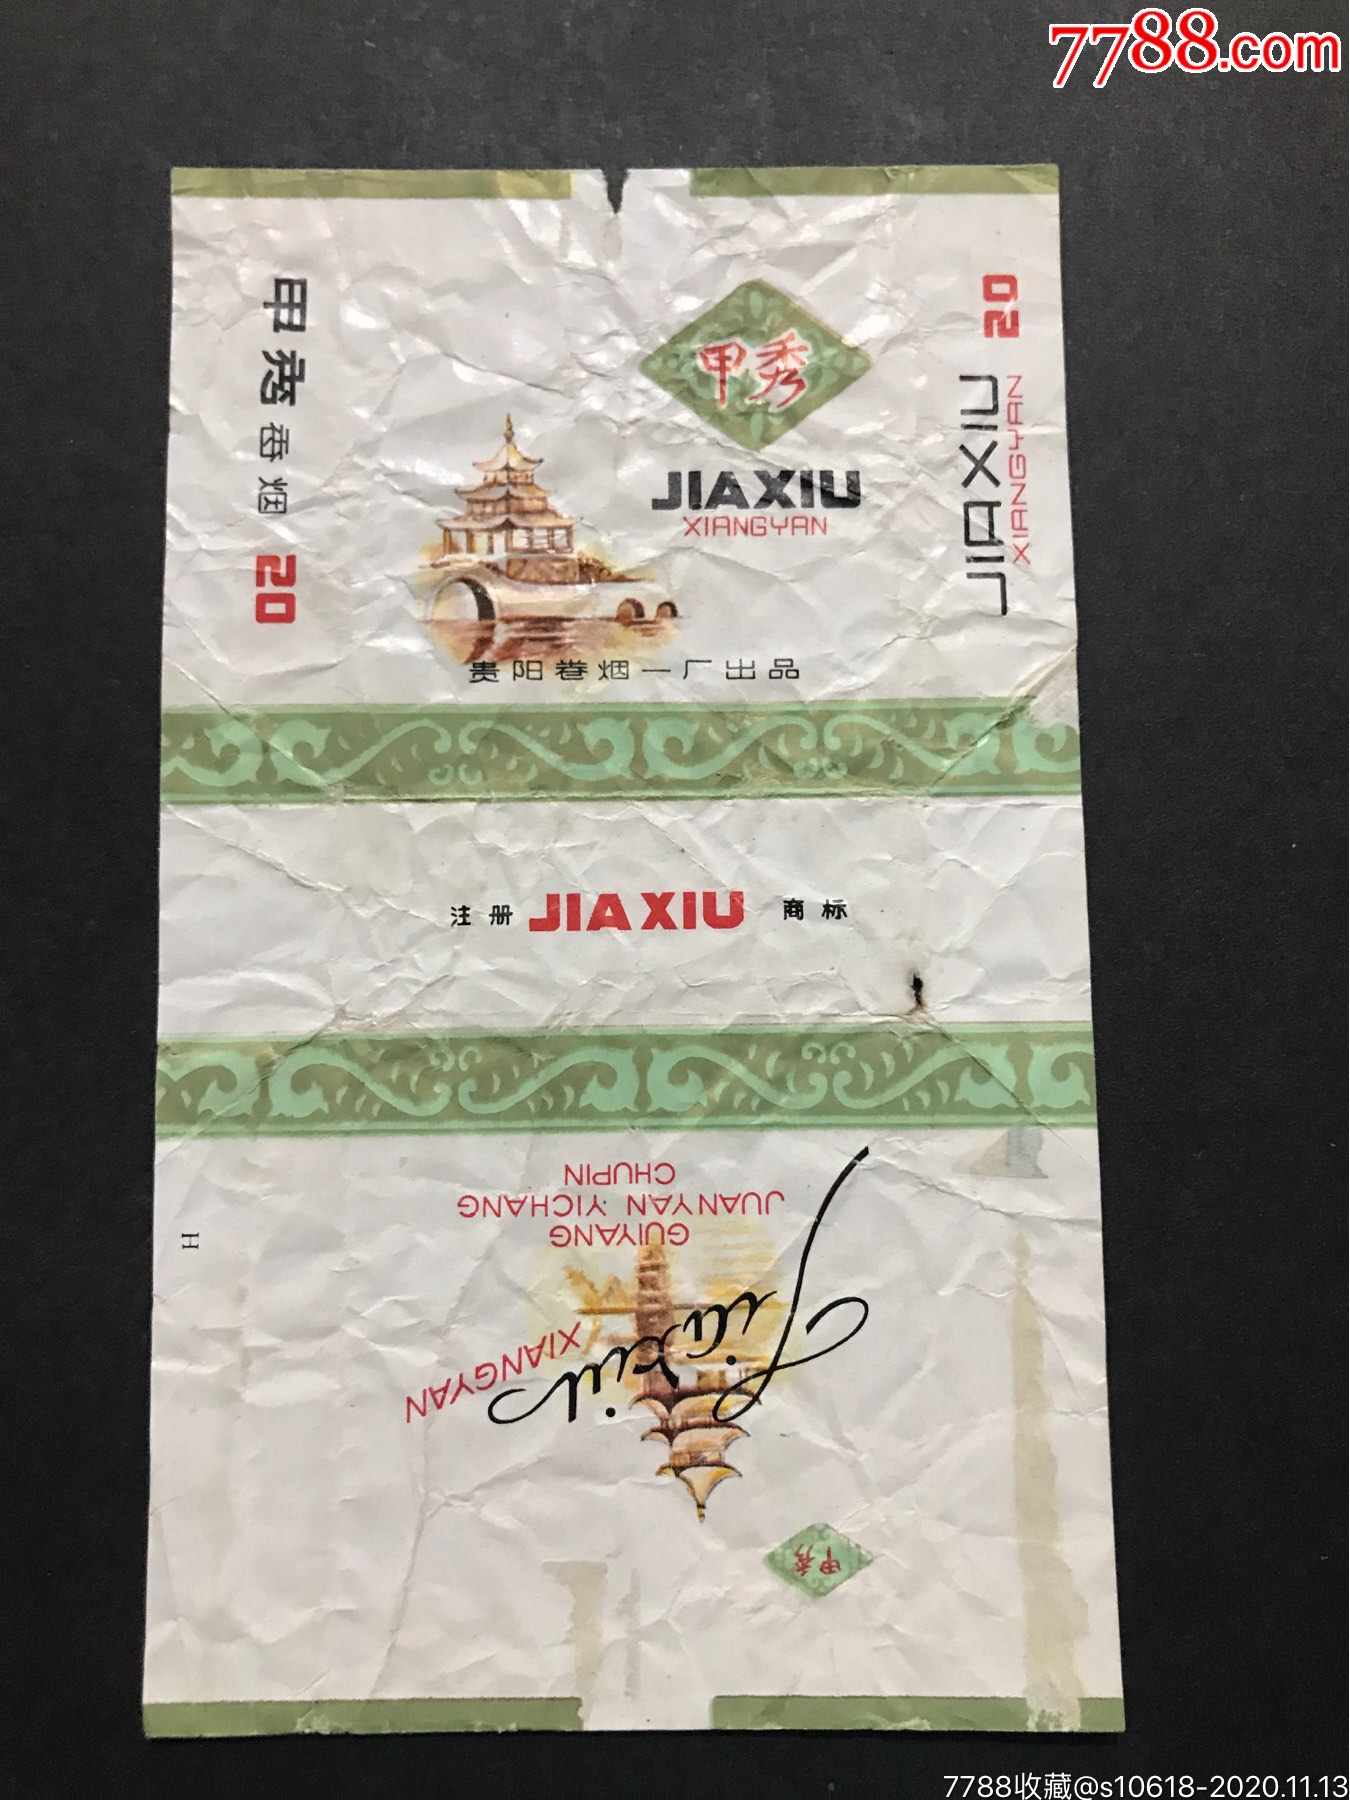 7788.com
甲秀香烟 20
甲秀
JIAXIU
XIANGYAN
贵阳卷烟一厂出品
20
JIAXIU
XIANGYAN
注册 JIAXIU 商标
GUIYANG
JUANYAN YICHANG
CHUPIN
Jiaxiu
XIANGYAN
甲秀
H
7788收藏@s10618-2020.11.13